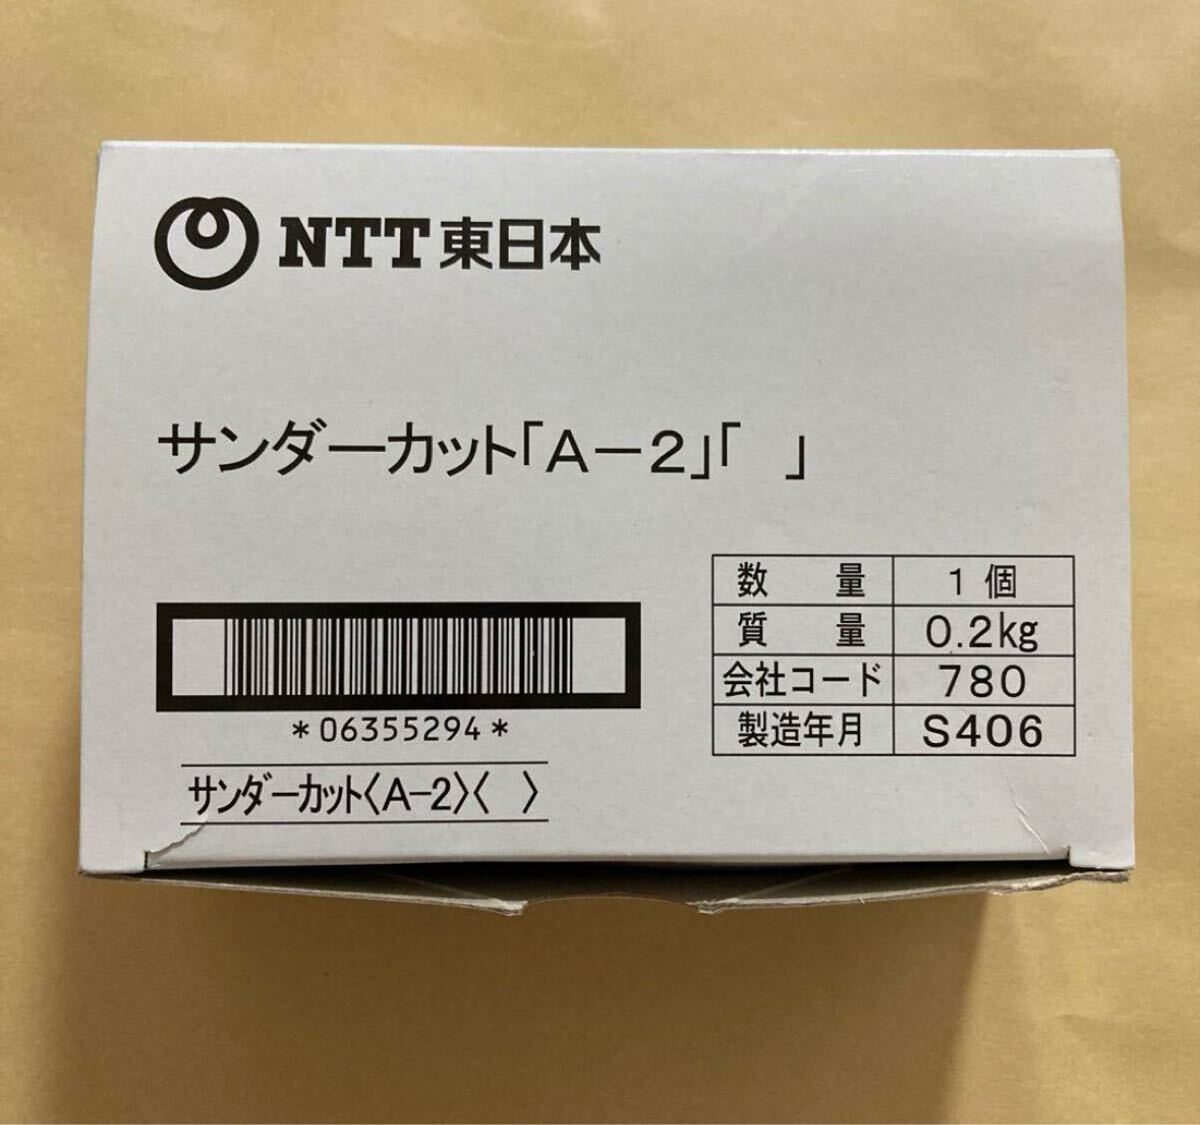 NTT東日本
サンダーカット「A－2」「　」
数　量 1 個
質　量 0.2kg
会社コード 780
製造年月 S406
*06355294*
サンダーカット〈A-2〉〈　〉